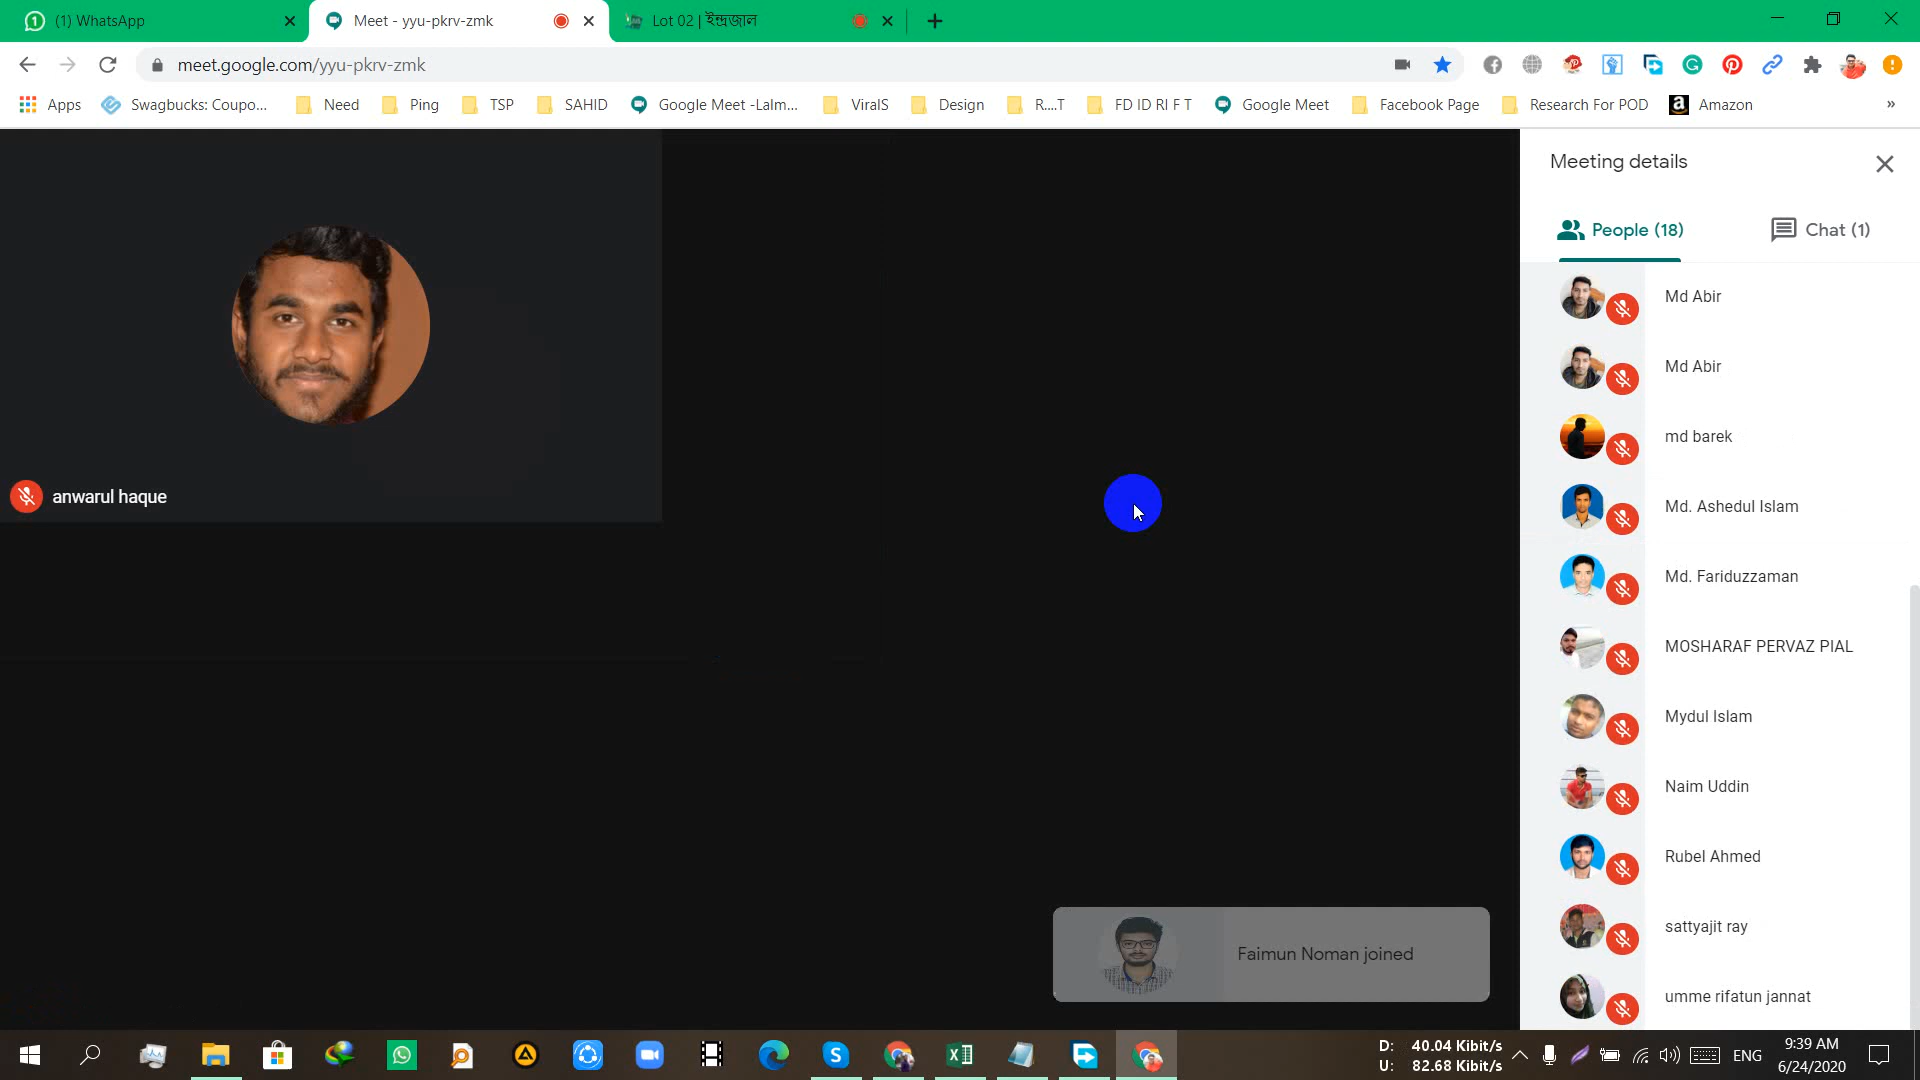 (1) WhatsApp
Meet - yyu-pkrv-zmk
Lot 02 | ইন্দ্রজাল
meet.google.com/yyu-pkrv-zmk
Apps
Swagbucks: Coupo...
Need
Ping
TSP
SAHID
Google Meet -Lalm...
ViralS
Design
R....T
FD ID RI F T
Google Meet
Facebook Page
Research For POD
Amazon
»
Meeting details
People (18)
Chat (1)
Md Abir
Md Abir
md barek
Md. Ashedul Islam
Md. Fariduzzaman
MOSHARAF PERVAZ PIAL
Mydul Islam
Naim Uddin
Rubel Ahmed
sattyajit ray
umme rifatun jannat
anwarul haque
Faimun Noman joined
D: 40.04 Kibit/s
U: 82.68 Kibit/s
ENG
9:39 AM
6/24/2020